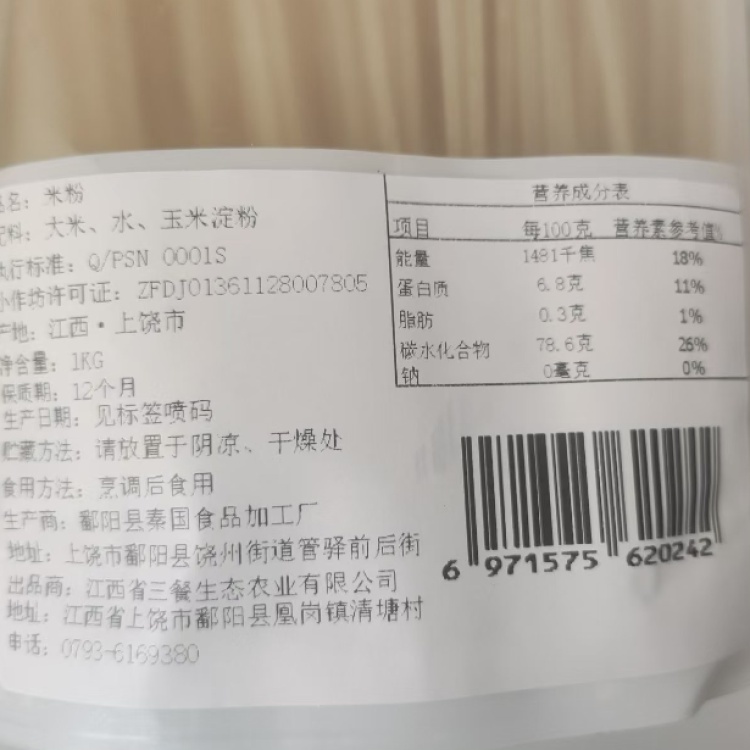 名：米粉
料：大米、水、玉米淀粉
执行标准：Q/PSN 0001S
小作坊许可证：ZFDJ01361128007805
产地：江西·上饶市
净含量：1KG
保质期：12个月
生产日期：见标签喷码
贮藏方法：请放置于阴凉、干燥处
食用方法：烹调后食用
生产商：鄱阳县秦国食品加工厂
地址：上饶市鄱阳县饶州街道管驿前后街
出品商：江西省三餐生态农业有限公司
地址：江西省上饶市鄱阳县凰岗镇清塘村
电话：0793-6169380
营养成分表
项目 每100克 营养素参考值%
能量 1481千焦 18%
蛋白质 6.8克 11%
脂肪 0.3克 1%
碳水化合物 78.6克 26%
钠 0毫克 0%
6 971575 620242